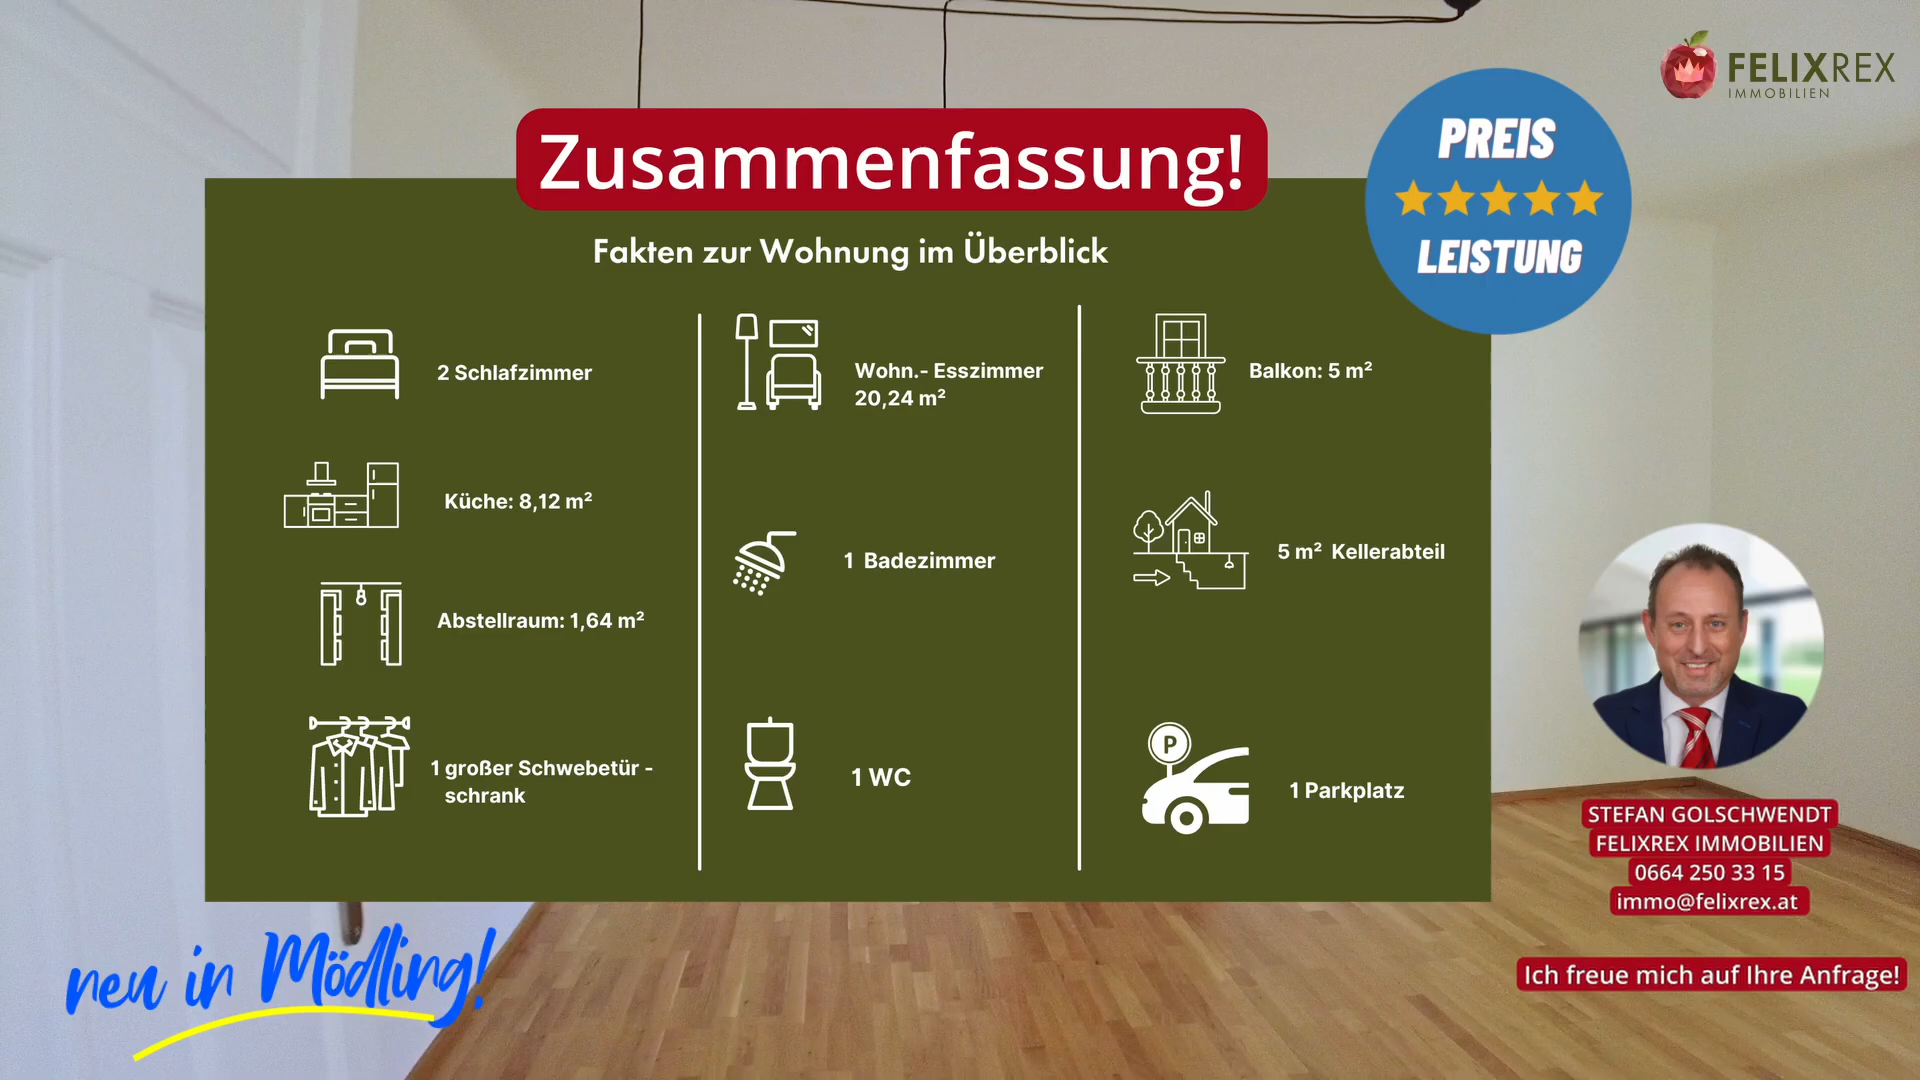 FELIXREX
IMMOBILIEN
Zusammenfassung!
PREIS
LEISTUNG
Fakten zur Wohnung im Überblick
2 Schlafzimmer
Küche: 8,12 m²
Abstellraum: 1,64 m²
1 großer Schwebetür -
schrank
Wohn.- Esszimmer
20,24 m²
1 Badezimmer
1 WC
Balkon: 5 m²
5 m² Kellerabteil
P
1 Parkplatz
STEFAN GOLSCHWENDT
FELIXREX IMMOBILIEN
0664 250 33 15
immo@felixrex.at
Ich freue mich auf Ihre Anfrage!
neu in Mödling!